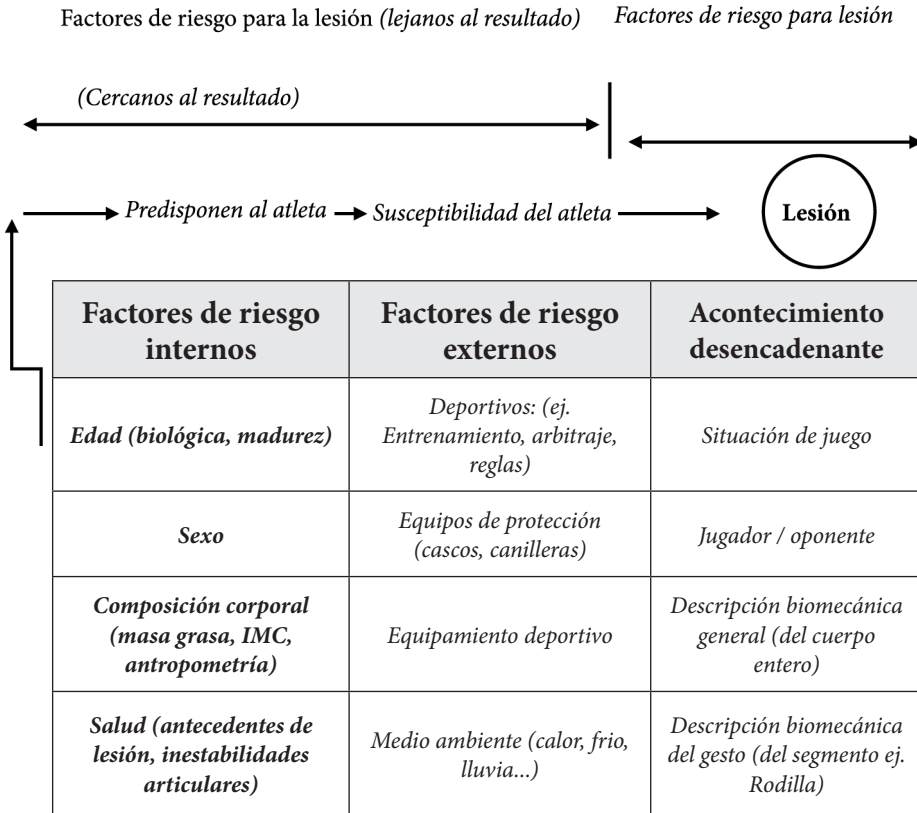 Factores de riesgo para la lesión (lejanos al resultado) Factores de riesgo para lesión
(Cercanos al resultado)
Predisponen al atleta Susceptibilidad del atleta Lesión
Factores de riesgo
internos
Factores de riesgo
externos
Acontecimiento
desencadenante
Edad (biológica, madurez)
Deportivos: (ej.
Entrenamiento, arbitraje,
reglas)
Situación de juego
Sexo
Equipos de protección
(cascos, canilleras)
Jugador / oponente
Composición corporal
(masa grasa, IMC,
antropometría)
Equipamiento deportivo
Descripción biomecánica
general (del cuerpo
entero)
Salud (antecedentes de
lesión, inestabilidades
articulares)
Medio ambiente (calor, frio,
lluvia...)
Descripción biomecánica
del gesto (del segmento ej.
Rodilla)